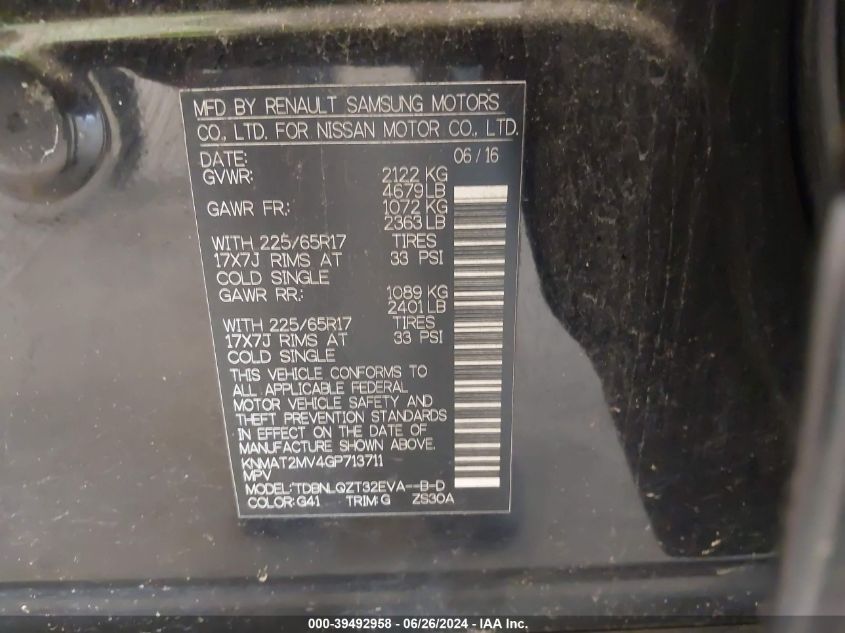 MFD BY RENAULT SAMSUNG MOTORS
CO., LTD. FOR NISSAN MOTOR CO., LTD.
DATE: 06/16
GVWR: 2122 KG
4679LB
GAWR FR: 1072 KG
2363 LB
WITH 225/65R17 TIRES
17X7J RIMS AT 33 PSI
COLD SINGLE
GAWR RR: 1089 KG
2401LB
WITH 225/65R17 TIRES
17X7J RIMS AT 33 PSI
COLD SINGLE
THIS VEHICLE CONFORMS TO
ALL APPLICABLE FEDERAL
MOTOR VEHICLE SAFETY AND
THEFT PREVENTION STANDARDS
IN EFFECT ON THE DATE OF
MANUFACTURE SHOWN ABOVE.
KNMAT2MV4GP713711
MPV
MODEL:TDBNLQZT32EVA--B-D
COLOR:G41 TRIM:G ZS30A
000-39492958 - 06/26/2024 - IAA Inc.